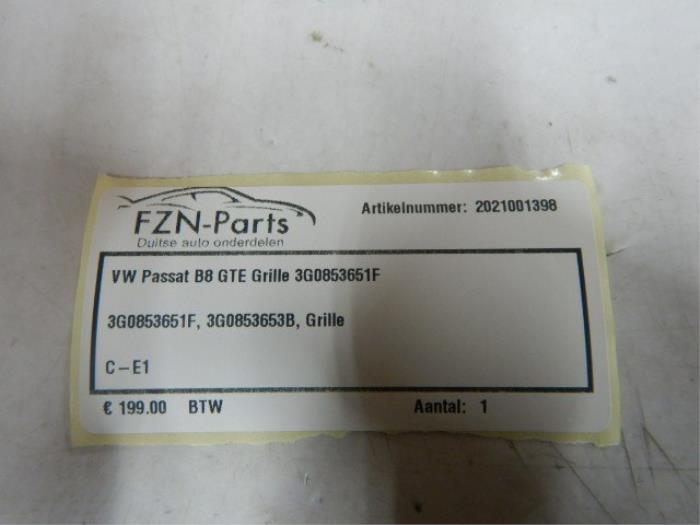 FZN-Parts
Duitse auto onderdelen
Artikelnummer: 2021001398
VW Passat B8 GTE Grille 3G0853651F
3G0853651F, 3G0853653B, Grille
C-E1
€ 199.00 BTW Aantal: 1